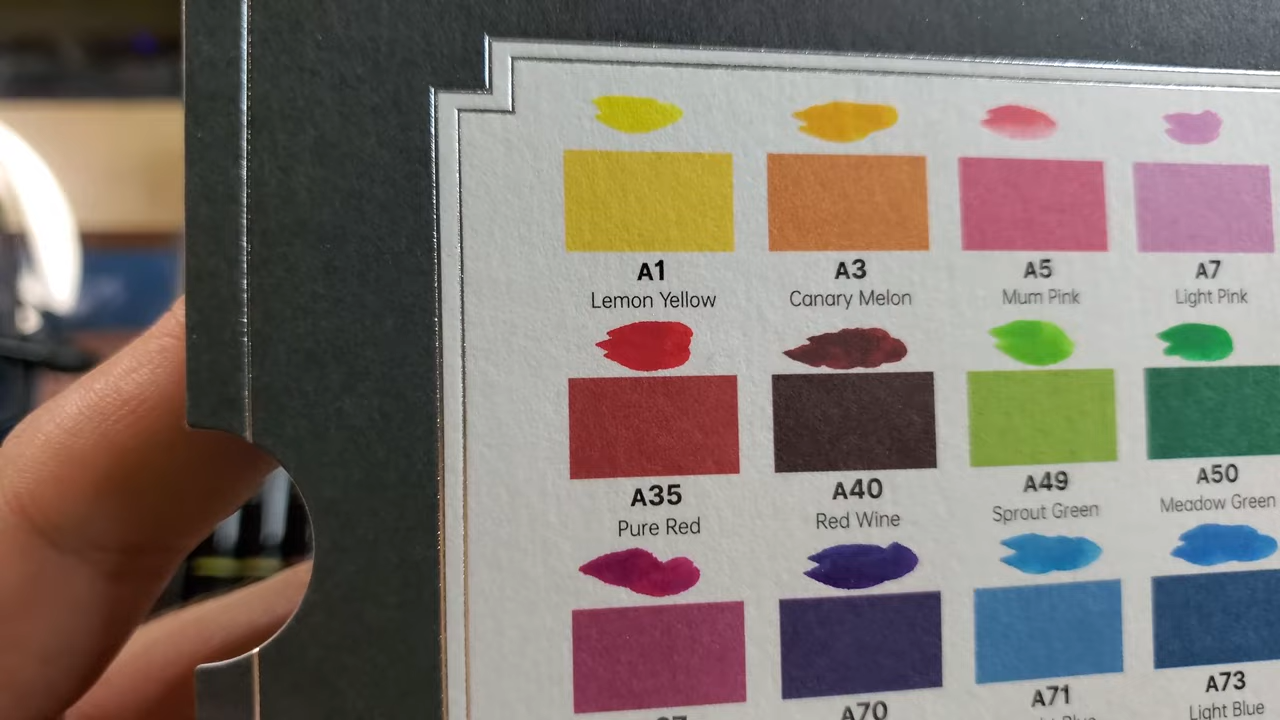 A1 A3 A5 A7
Lemon Yellow Canary Melon Mum Pink Light Pink
A35 A40 A49 A50
Pure Red Red Wine Sprout Green Meadow Green
A70 A71 A73
Light Blue